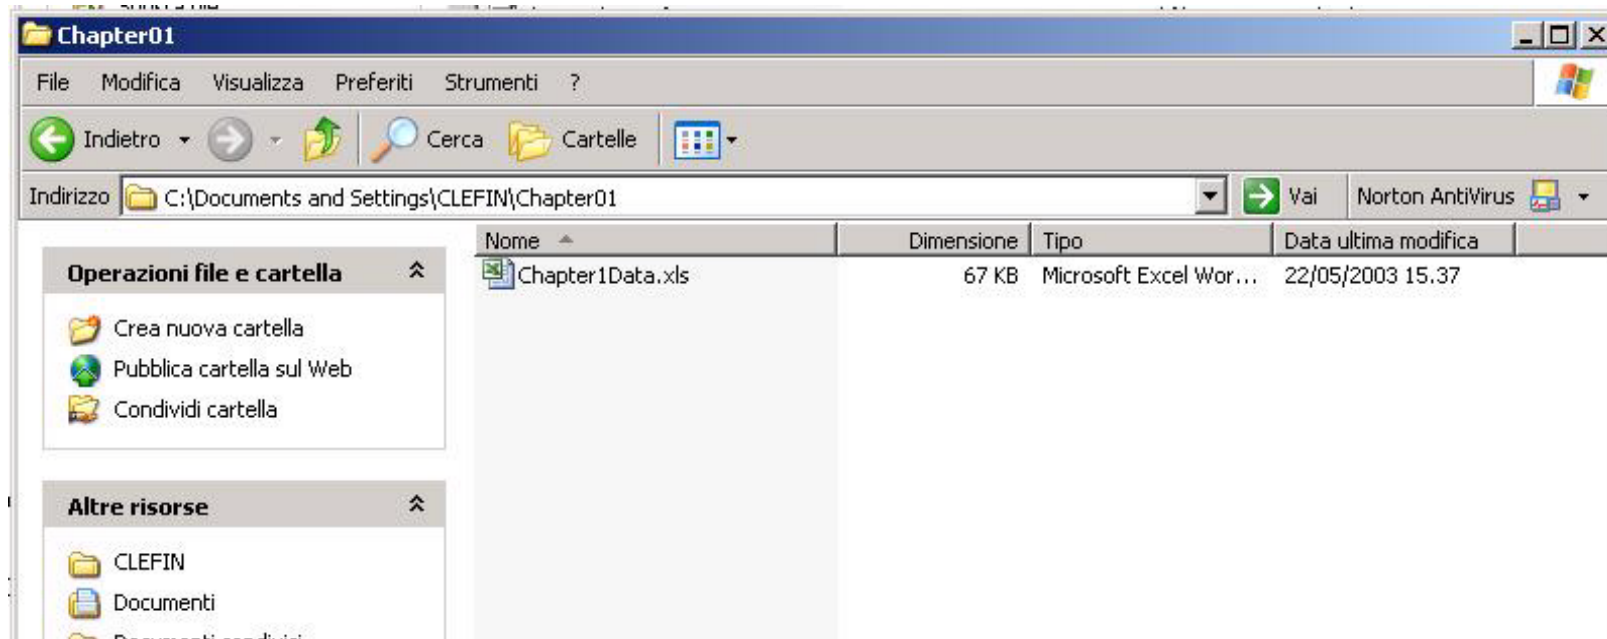 Chapter01
File Modifica Visualizza Preferiti Strumenti ?
Indietro Cerca Cartelle
Indirizzo C:\Documents and Settings\CLEFIN\Chapter01 Vai Norton AntiVirus
Nome Dimensione Tipo Data ultima modifica
Operazioni file e cartella
Chapter1Data.xls 67 KB Microsoft Excel Wor... 22/05/2003 15.37
Crea nuova cartella
Pubblica cartella sul Web
Condividi cartella
Altre risorse
CLEFIN
Documenti
Documenti condivisi